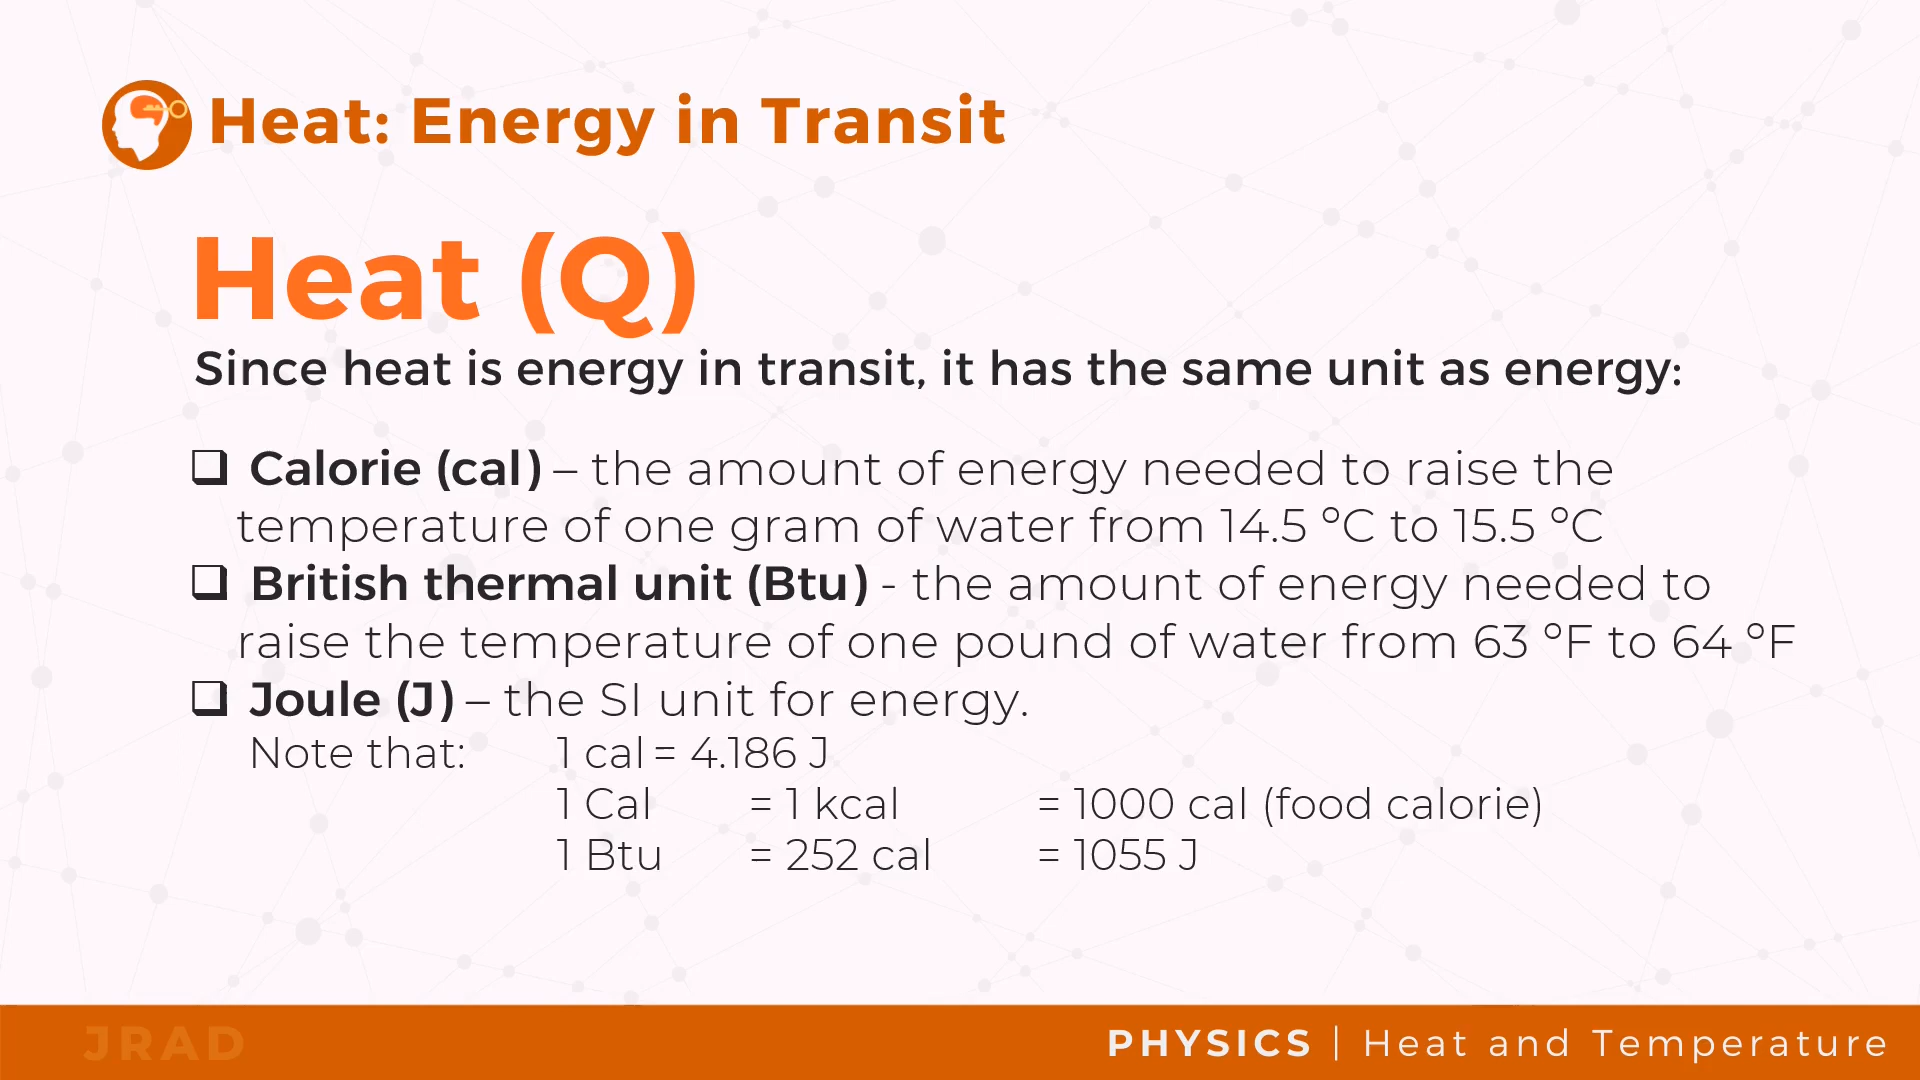 Heat: Energy in Transit
Heat (Q)
Since heat is energy in transit, it has the same unit as energy:
❑ Calorie (cal) – the amount of energy needed to raise the
temperature of one gram of water from 14.5 °C to 15.5 °C
❑ British thermal unit (Btu) - the amount of energy needed to
raise the temperature of one pound of water from 63 °F to 64 °F
❑ Joule (J) – the SI unit for energy.
Note that: 1 cal = 4.186 J
1 Cal = 1 kcal = 1000 cal (food calorie)
1 Btu = 252 cal = 1055 J
JRAD
PHYSICS | Heat and Temperature